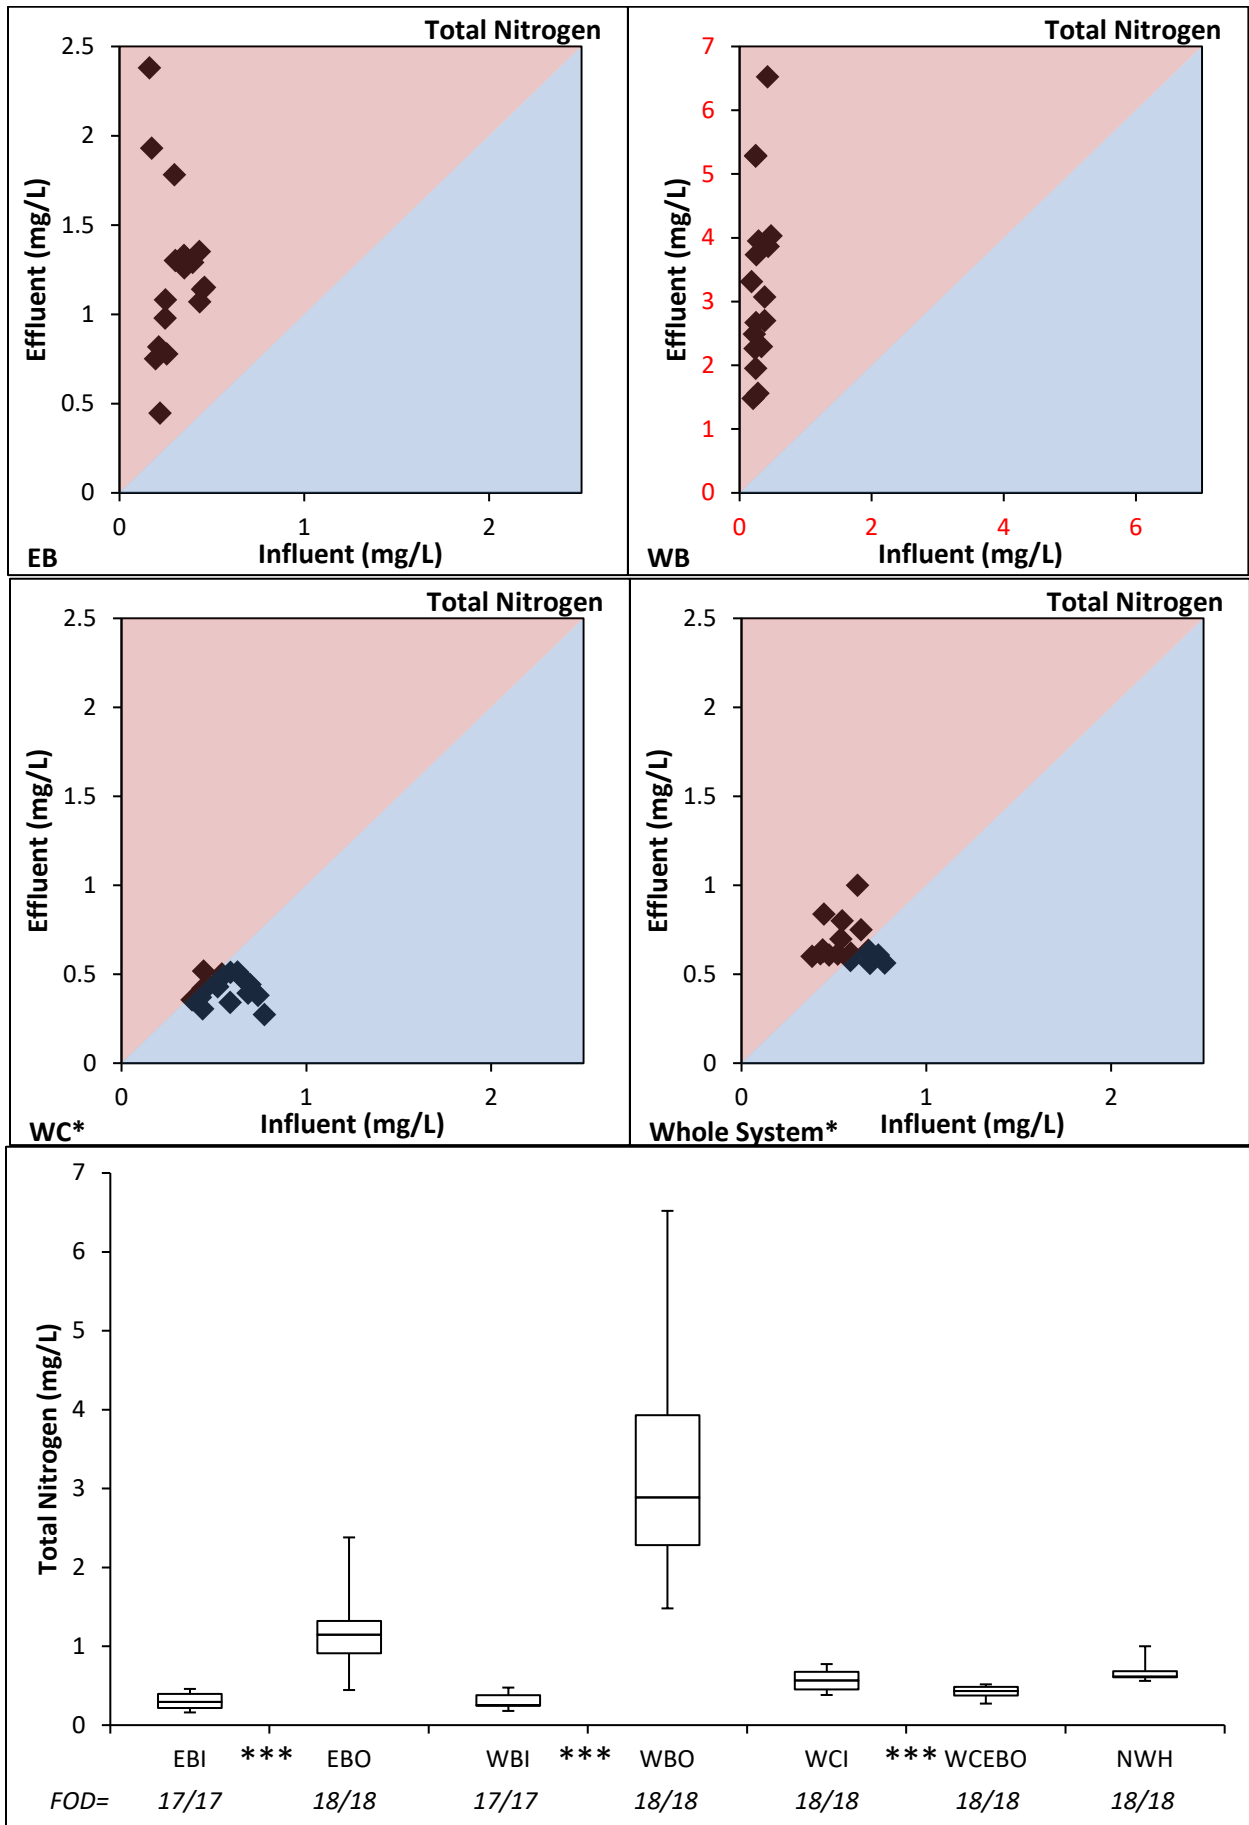 Total Nitrogen
2.5
2
1.5
1
0.5
0
0 1 2
Effluent (mg/L)
Influent (mg/L)
EB
Total Nitrogen
7
6
5
4
3
2
1
0
0 2 4 6
Effluent (mg/L)
Influent (mg/L)
WB
Total Nitrogen
2.5
2
1.5
1
0.5
0
0 1 2
Effluent (mg/L)
Influent (mg/L)
WC*
Total Nitrogen
2.5
2
1.5
1
0.5
0
0 1 2
Effluent (mg/L)
Influent (mg/L)
Whole System*
7
6
5
4
3
2
1
0
Total Nitrogen (mg/L)
EBI *** EBO WBI *** WBO WCI *** WCEBO NWH
FOD= 17/17 18/18 17/17 18/18 18/18 18/18 18/18